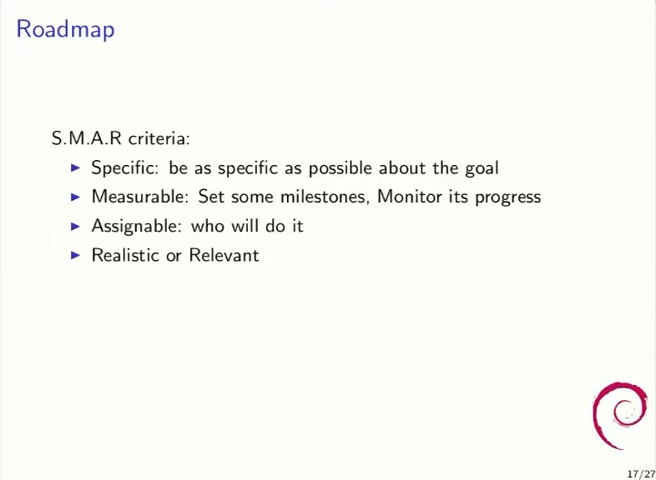 Roadmap
S.M.A.R criteria:
▶ Specific: be as specific as possible about the goal
▶ Measurable: Set some milestones, Monitor its progress
▶ Assignable: who will do it
▶ Realistic or Relevant
17/27